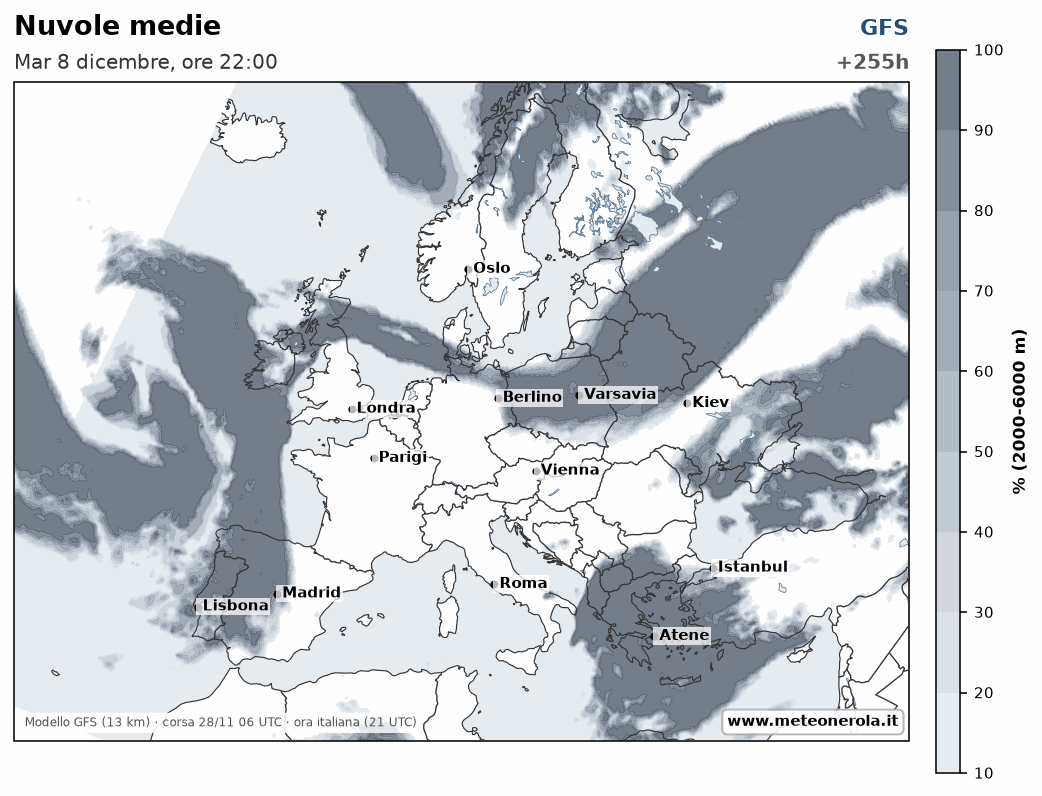 Nuvole medie
GFS
Mar 8 dicembre, ore 22:00
+255h
100
90
80
70
60
50
40
30
20
10
% (2000-6000 m)
Oslo
Berlino
Varsavia
Kiev
Londra
Parigi
Vienna
Istanbul
Roma
Madrid
Lisbona
Atene
Modello GFS (13 km) · corsa 28/11 06 UTC · ora italiana (21 UTC)
www.meteonerola.it